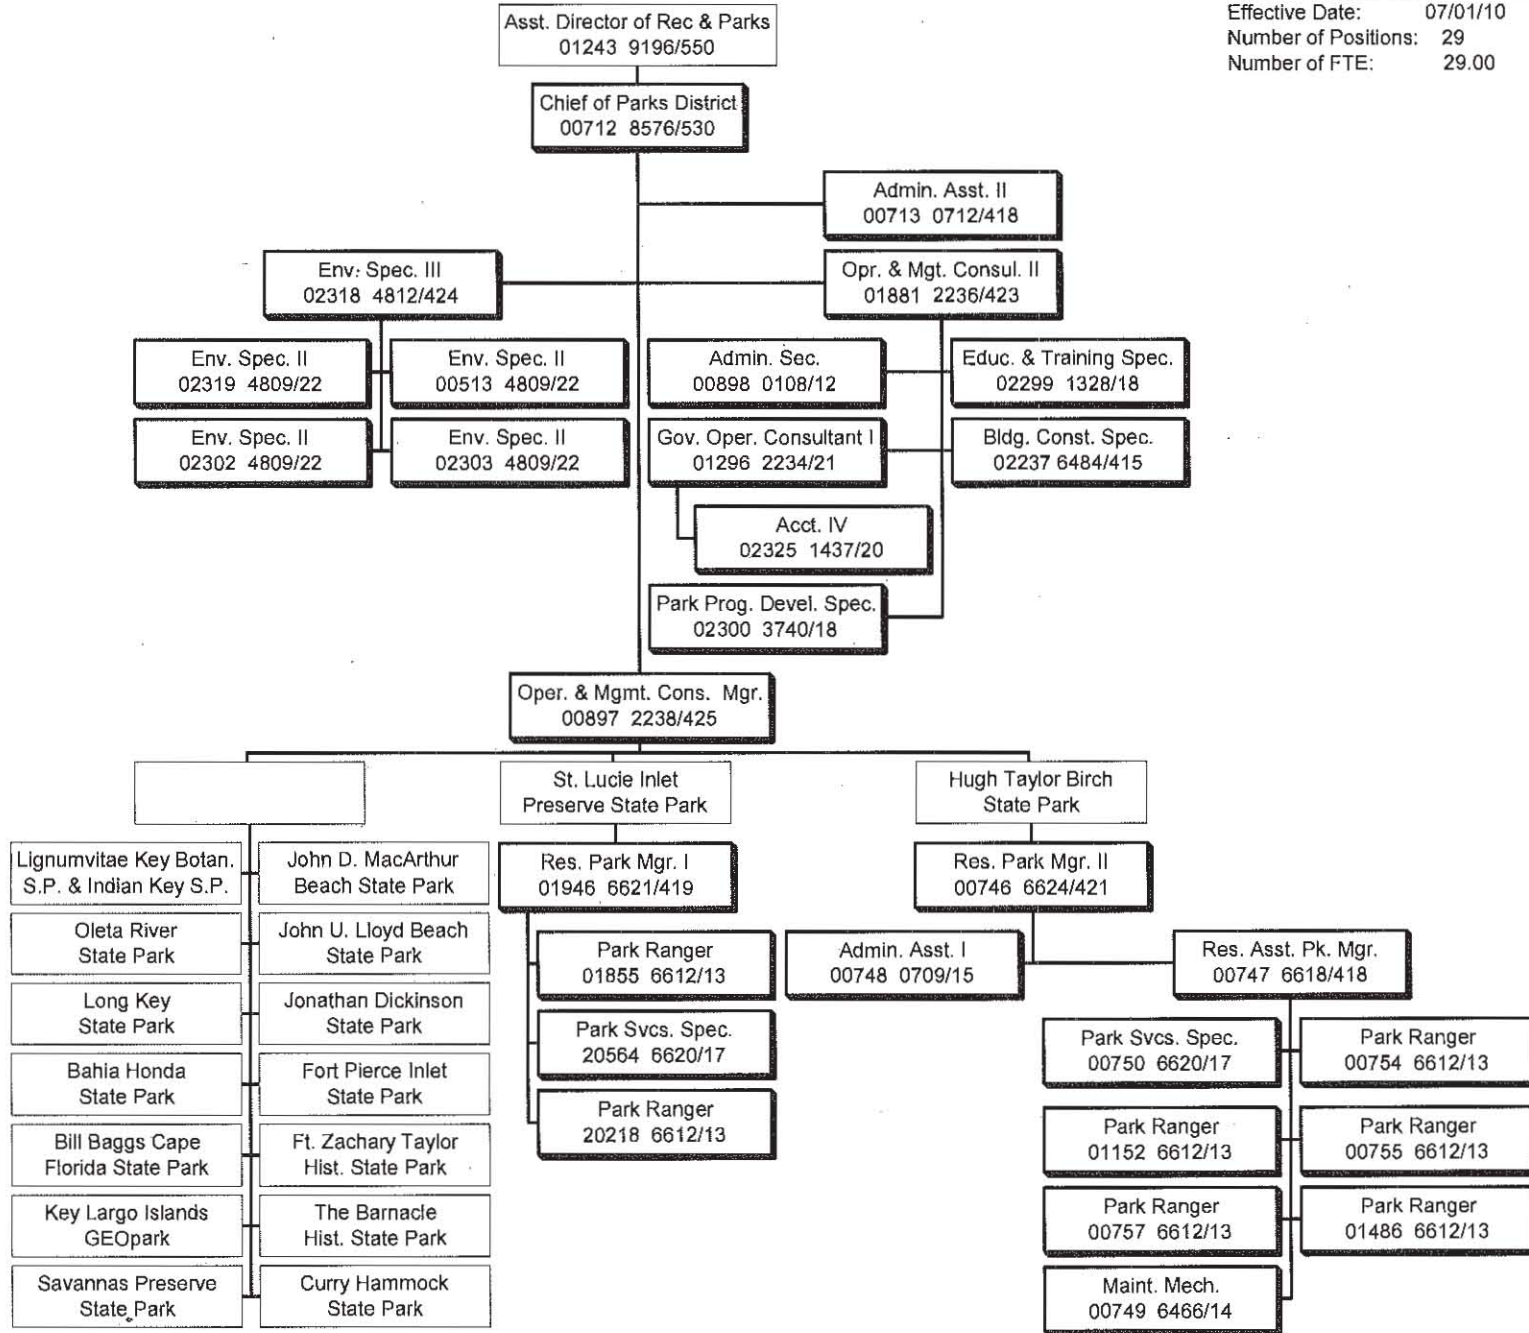 Effective Date: 07/01/10
Number of Positions: 29
Number of FTE: 29.00
Asst. Director of Rec & Parks
01243 9196/550
Chief of Parks District
00712 8576/530
Admin. Asst. II
00713 0712/418
Env. Spec. III
02318 4812/424
Opr. & Mgt. Consul. II
01881 2236/423
Env. Spec. II
02319 4809/22
Env. Spec. II
00513 4809/22
Admin. Sec.
00898 0108/12
Educ. & Training Spec.
02299 1328/18
Env. Spec. II
02302 4809/22
Env. Spec. II
02303 4809/22
Gov. Oper. Consultant I
01296 2234/21
Bldg. Const. Spec.
02237 6484/415
Acct. IV
02325 1437/20
Park Prog. Devel. Spec.
02300 3740/18
Oper. & Mgmt. Cons. Mgr.
00897 2238/425
St. Lucie Inlet
Preserve State Park
Hugh Taylor Birch
State Park
Lignumvitae Key Botan.
S.P. & Indian Key S.P.
John D. MacArthur
Beach State Park
Oleta River
State Park
John U. Lloyd Beach
State Park
Long Key
State Park
Jonathan Dickinson
State Park
Bahia Honda
State Park
Fort Pierce Inlet
State Park
Bill Baggs Cape
Florida State Park
Ft. Zachary Taylor
Hist. State Park
Key Largo Islands
GEOpark
The Barnacle
Hist. State Park
Savannas Preserve
State Park
Curry Hammock
State Park
Res. Park Mgr. I
01946 6621/419
Park Ranger
01855 6612/13
Park Svcs. Spec.
20564 6620/17
Park Ranger
20218 6612/13
Res. Park Mgr. II
00746 6624/421
Admin. Asst. I
00748 0709/15
Res. Asst. Pk. Mgr.
00747 6618/418
Park Svcs. Spec.
00750 6620/17
Park Ranger
00754 6612/13
Park Ranger
01152 6612/13
Park Ranger
00755 6612/13
Park Ranger
00757 6612/13
Park Ranger
01486 6612/13
Maint. Mech.
00749 6466/14